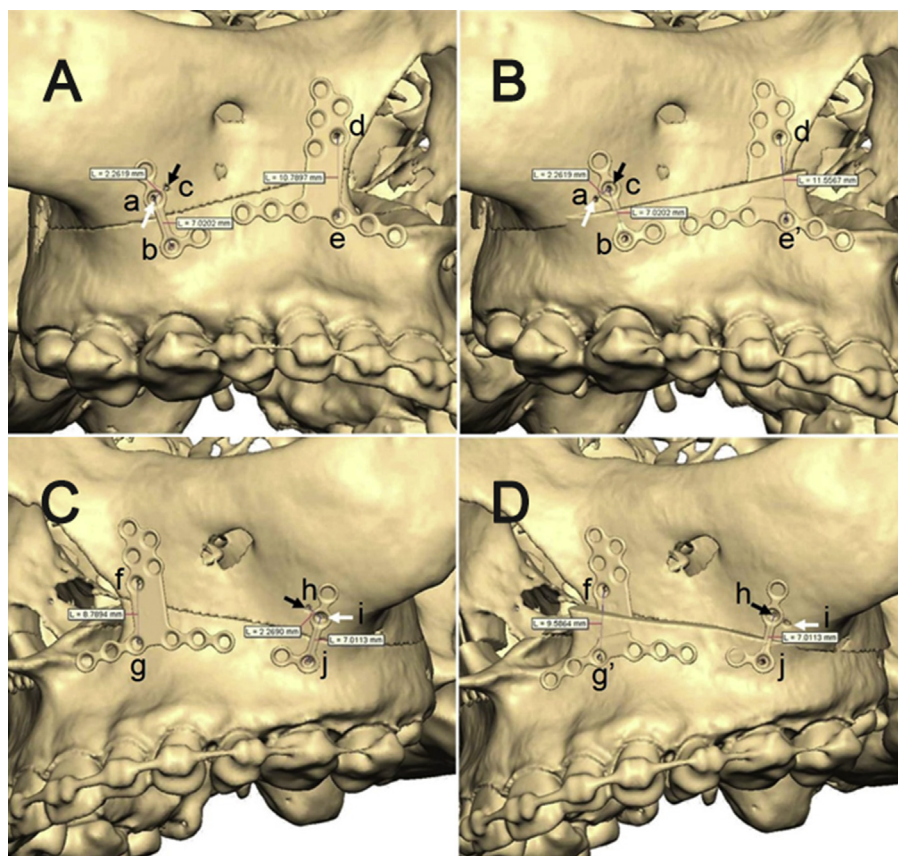 A
d
L = 2.2619 mm
L = 10.7897 mm
c
a
L = 7.0202 mm
b
e
B
d
L = 2.2619 mm
L = 11.5567 mm
c
a
L = 7.0202 mm
b
e'
C
f
h
i
L = 8.7894 mm
L = 2.2690 mm
L = 7.0113 mm
g
j
D
f
h
i
L = 9.5864 mm
L = 7.0113 mm
g'
j